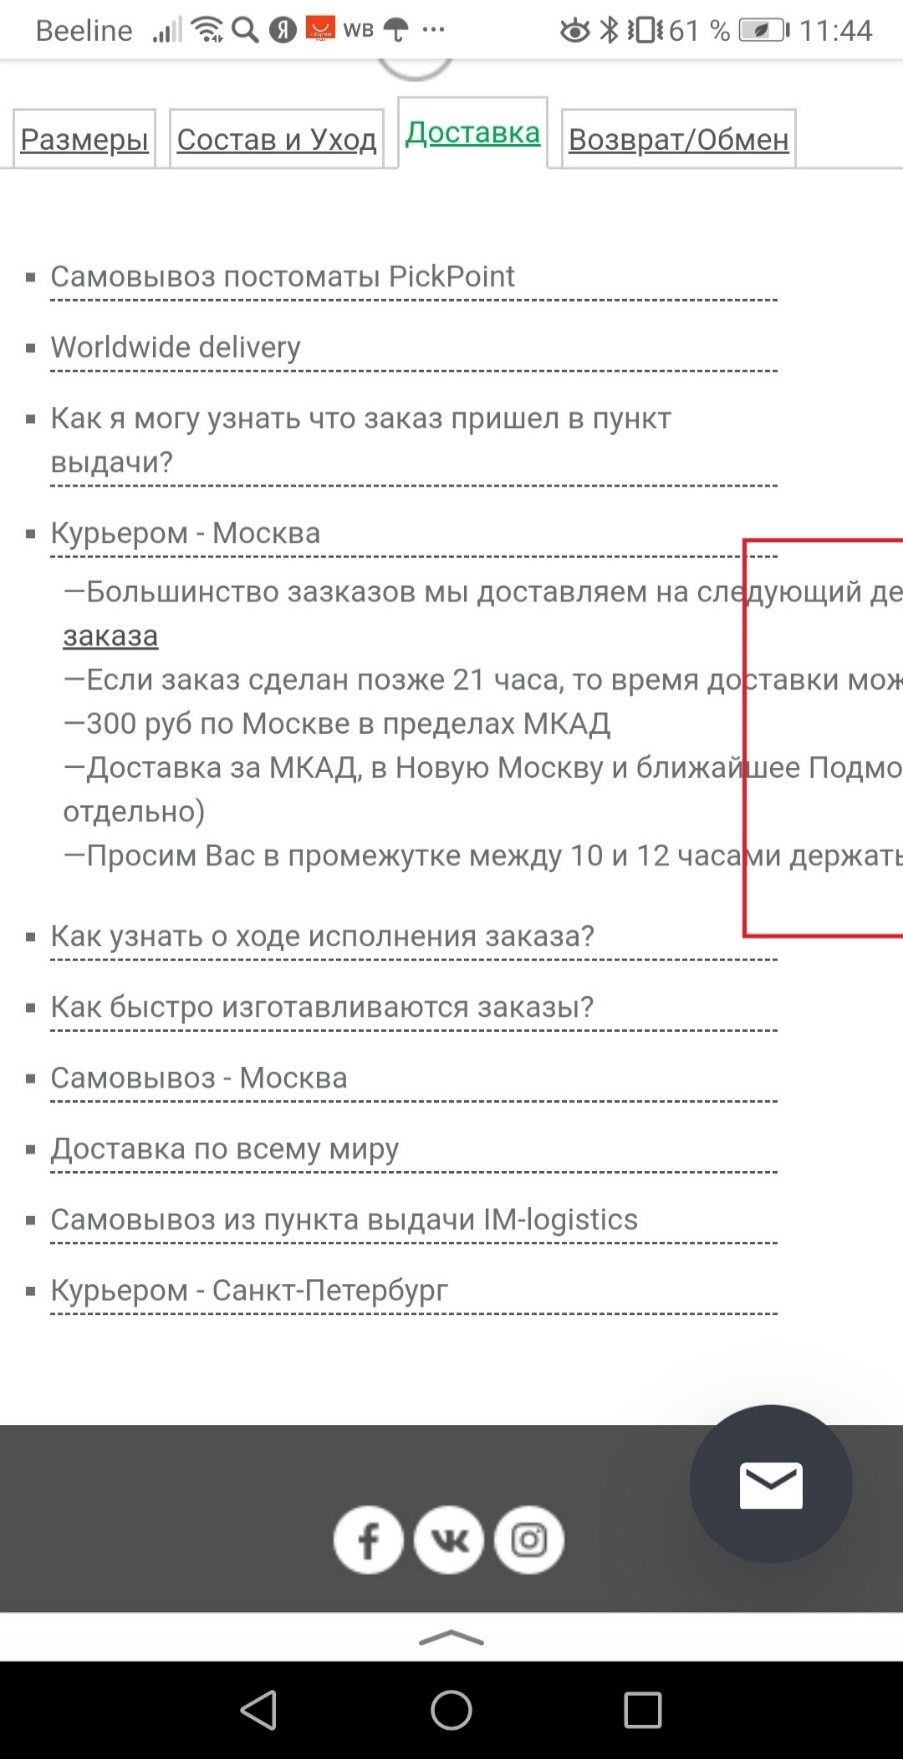 Beeline WB ... 61 % 11:44
Размеры Состав и Уход Доставка Возврат/Обмен
Самовывоз постоматы PickPoint
Worldwide delivery
Как я могу узнать что заказ пришел в пункт
выдачи?
Курьером - Москва
—Большинство зазказов мы доставляем на следующий де
заказа
—Если заказ сделан позже 21 часа, то время доставки мож
—300 руб по Москве в пределах МКАД
—Доставка за МКАД, в Новую Москву и ближайшее Подмо
отдельно)
—Просим Вас в промежутке между 10 и 12 часами держать
Как узнать о ходе исполнения заказа?
Как быстро изготавливаются заказы?
Самовывоз - Москва
Доставка по всему миру
Самовывоз из пункта выдачи IM-logistics
Курьером - Санкт-Петербург